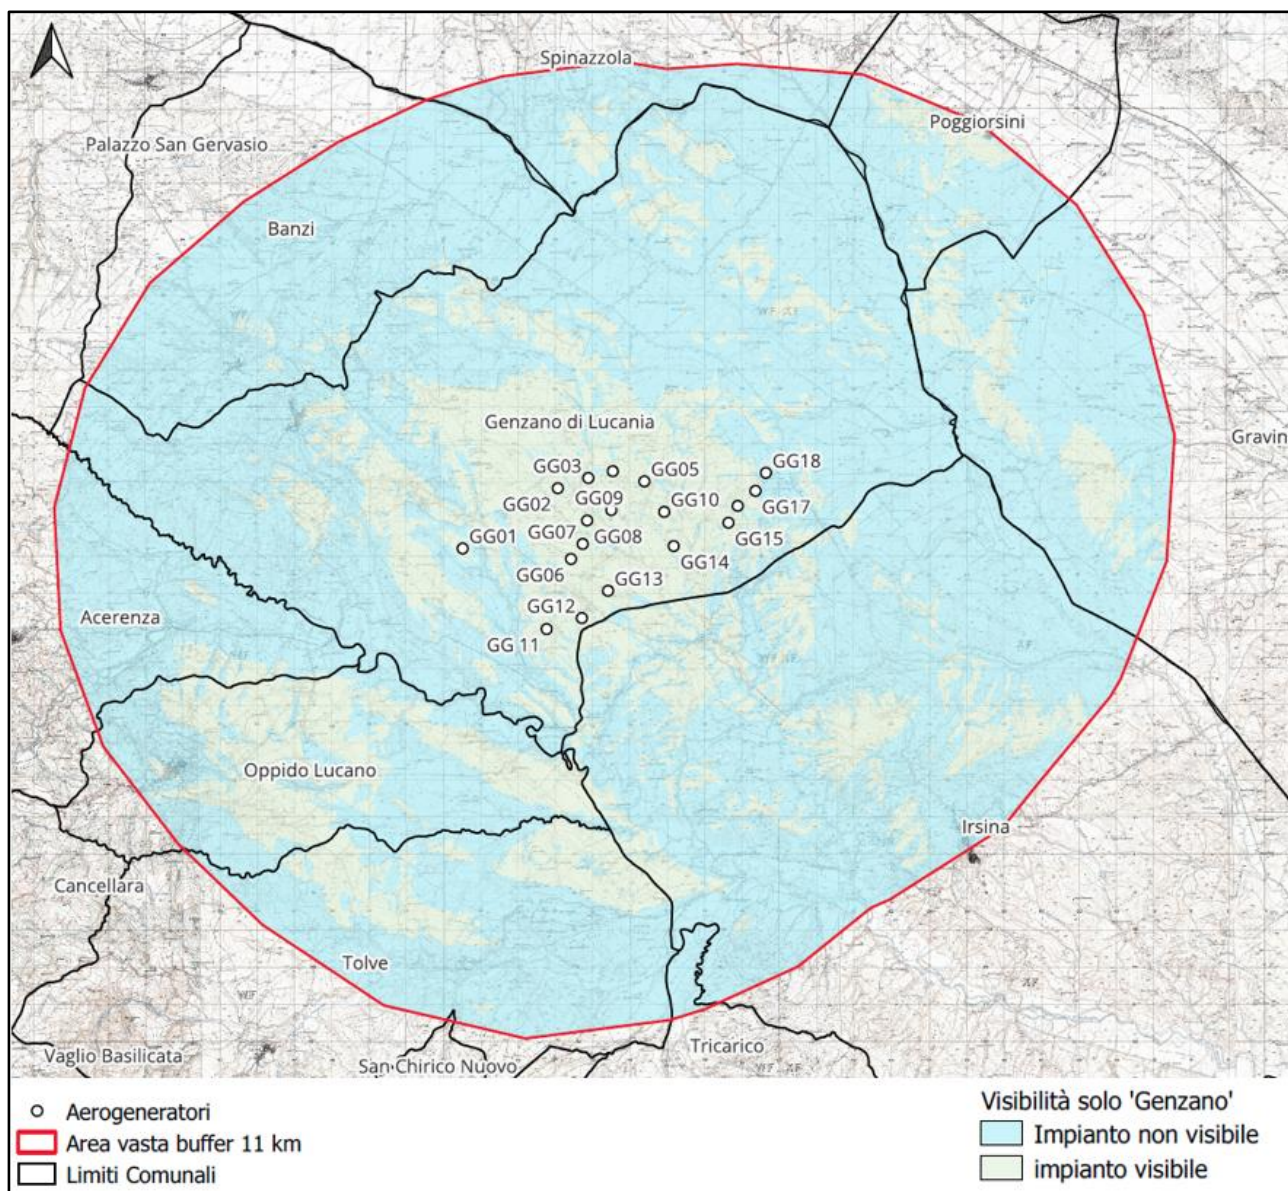 Spinazzola
Poggiorsini
Palazzo San Gervasio
Banzi
Genzano di Lucania
Gravin
GG03
GG18
GG05
GG02
GG09
GG10
GG17
GG01
GG07
GG08
GG15
GG06
GG14
GG13
GG12
Acerenza
GG 11
Oppido Lucano
Irsina
Cancellara
Tolve
Vaglio Basilicata
San Chirico Nuovo
Tricarico
Aerogeneratori
Area vasta buffer 11 km
Limiti Comunali
Visibilità solo 'Genzano'
Impianto non visibile
impianto visibile